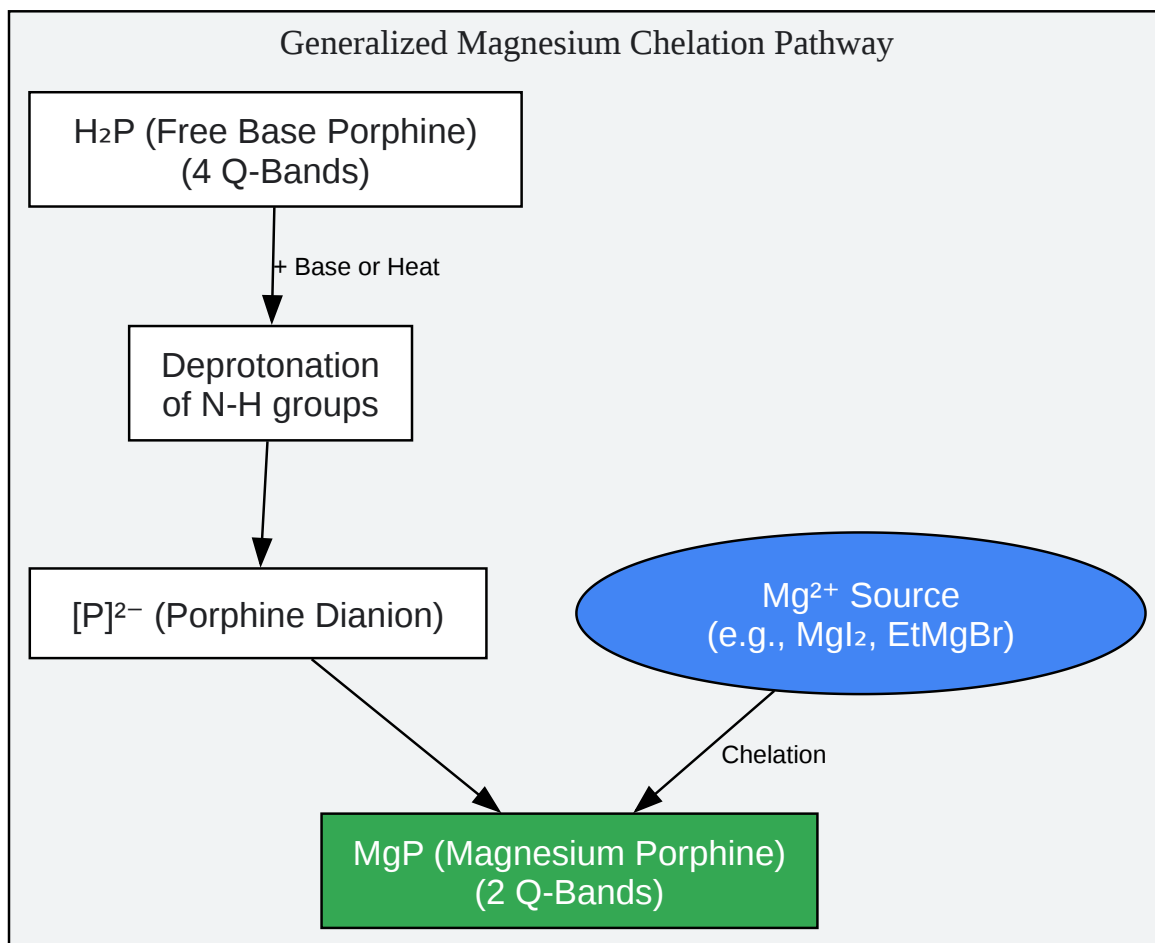 Generalized Magnesium Chelation Pathway
H₂P (Free Base Porphine)
(4 Q-Bands)
+ Base or Heat
Deprotonation
of N-H groups
[P]²⁻ (Porphine Dianion)
Mg²⁺ Source
(e.g., MgI₂, EtMgBr)
Chelation
MgP (Magnesium Porphine)
(2 Q-Bands)